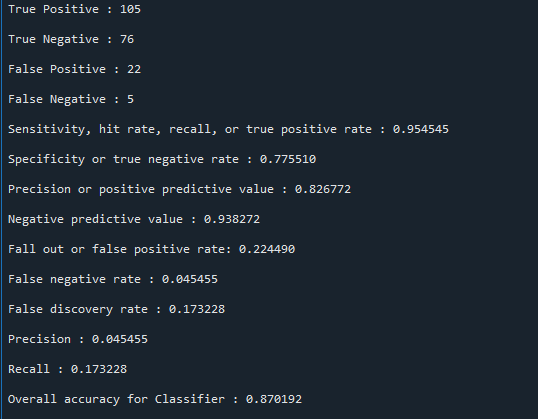 True Positive : 105
True Negative : 76
False Positive : 22
False Negative : 5
Sensitivity, hit rate, recall, or true positive rate : 0.954545
Specificity or true negative rate : 0.775510
Precision or positive predictive value : 0.826772
Negative predictive value : 0.938272
Fall out or false positive rate: 0.224490
False negative rate : 0.045455
False discovery rate : 0.173228
Precision : 0.045455
Recall : 0.173228
Overall accuracy for Classifier : 0.870192